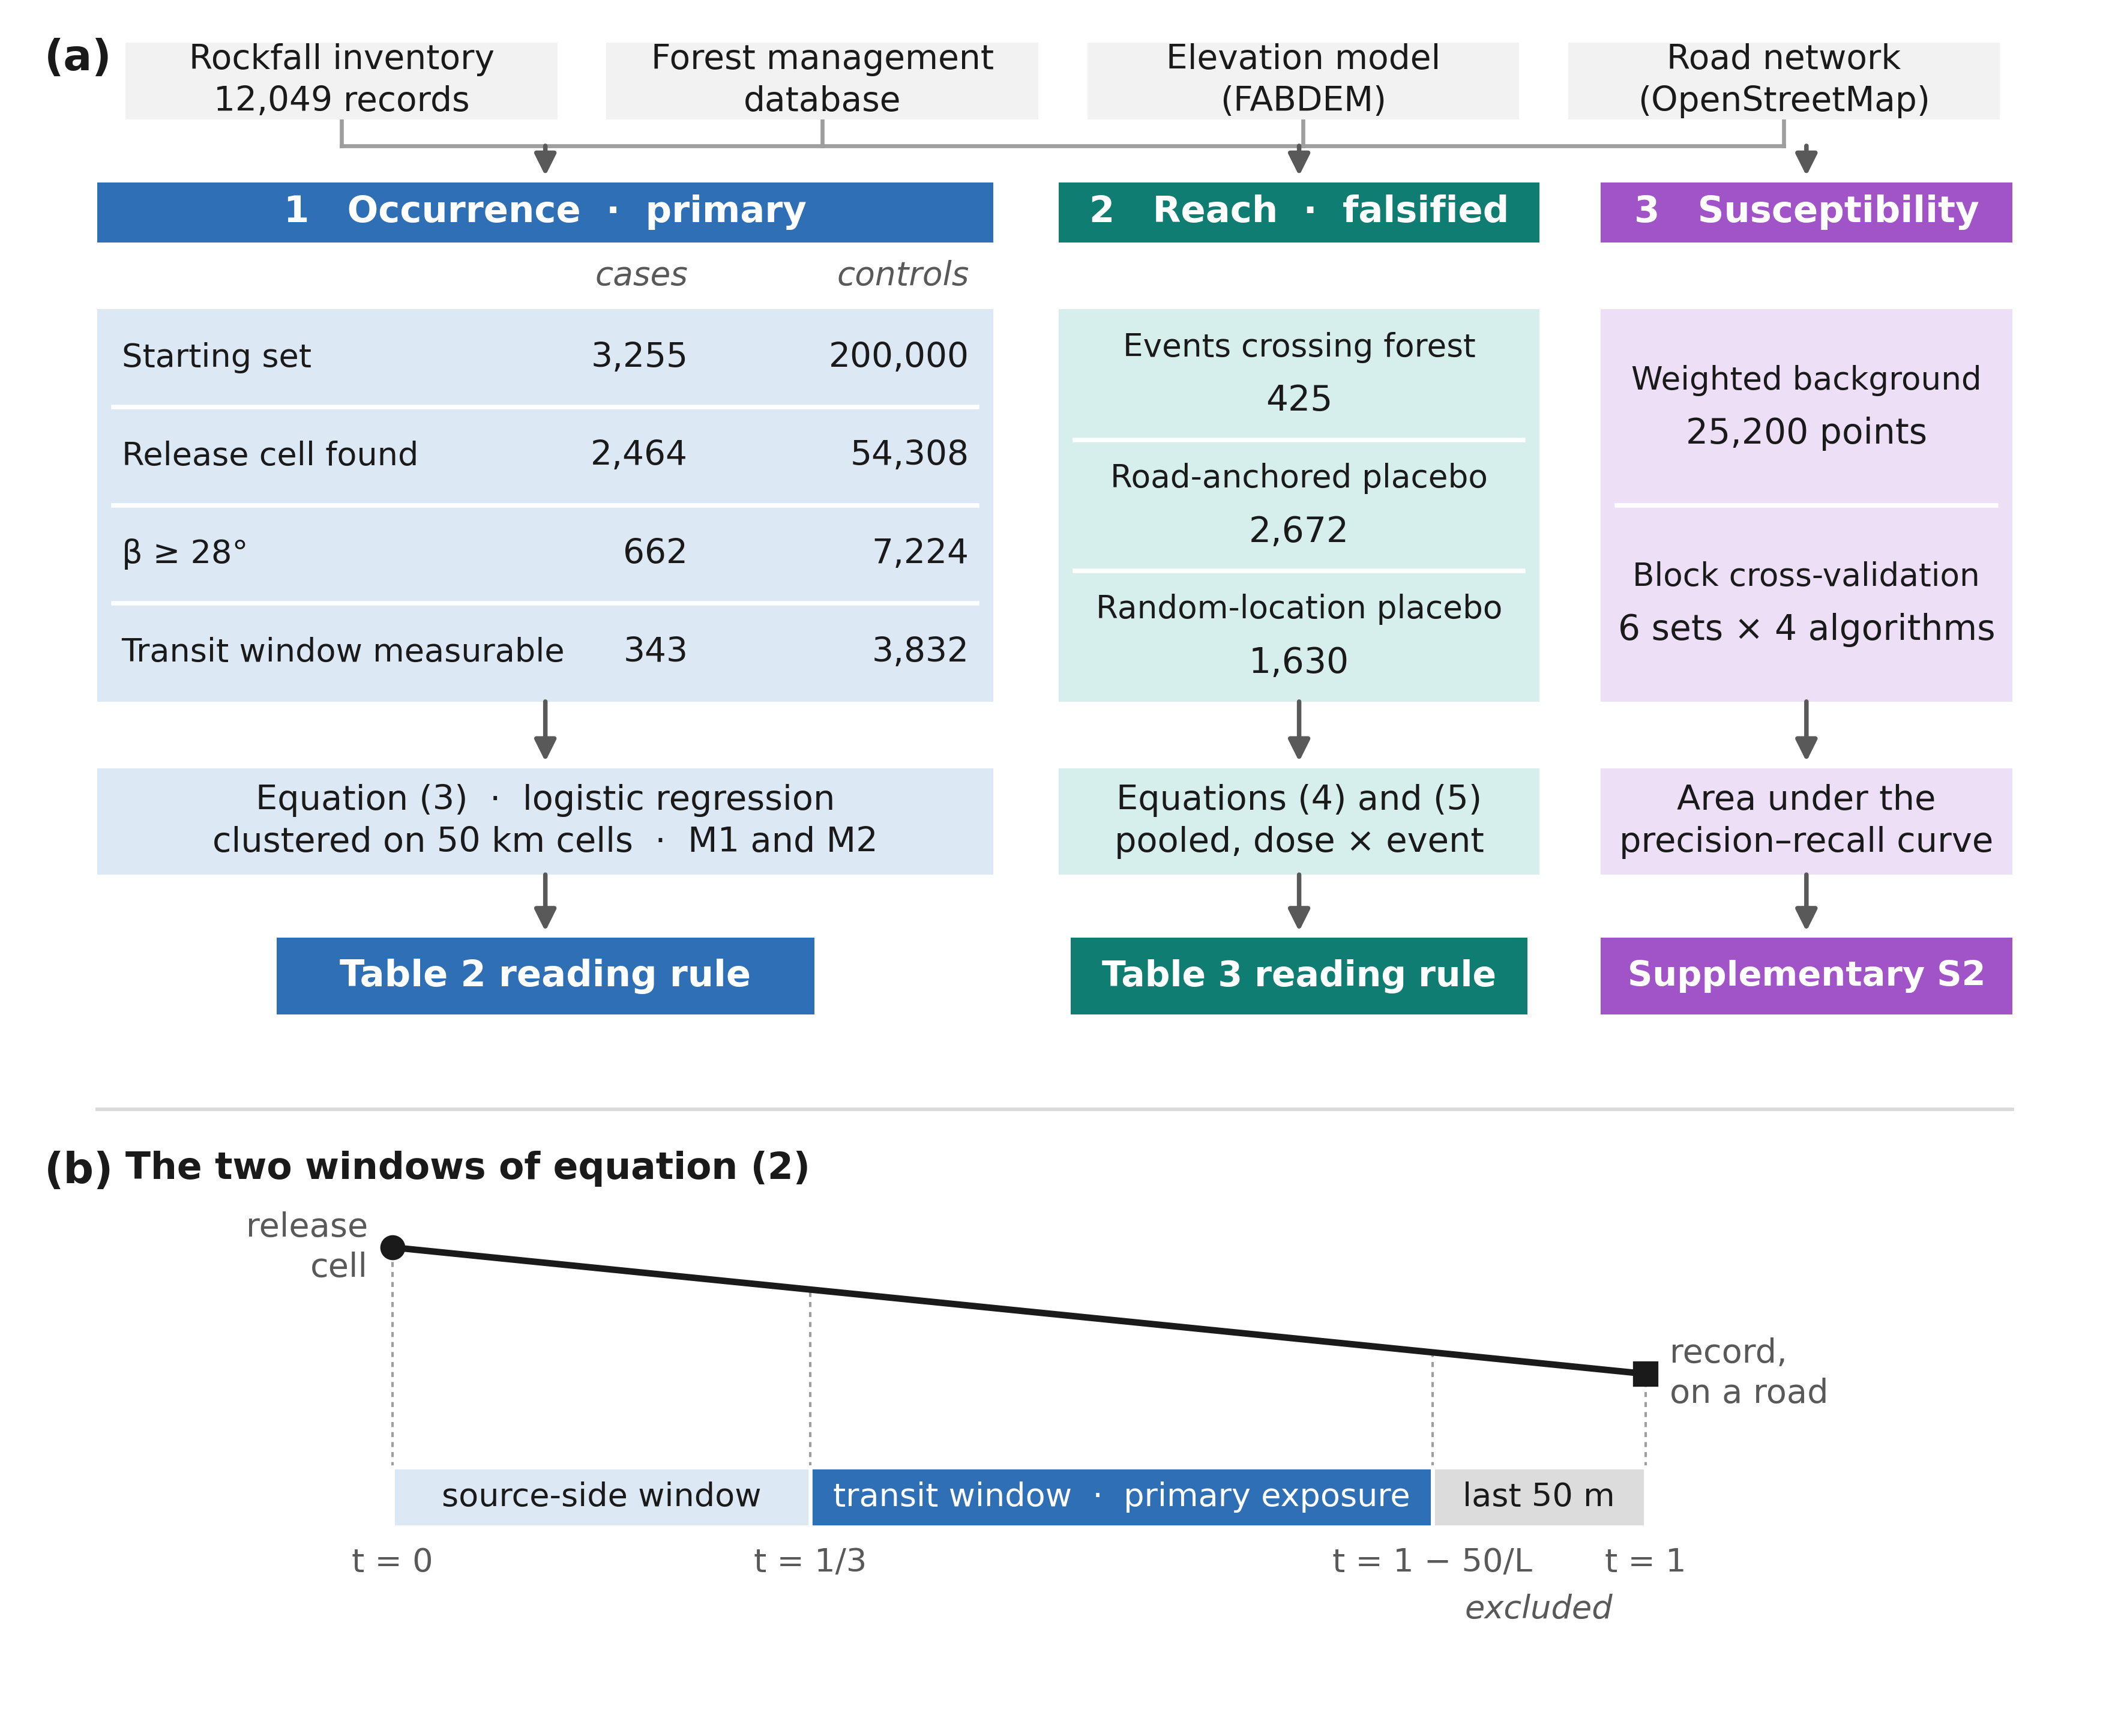 (a)
Rockfall inventory
12,049 records
Forest management
database
Elevation model
(FABDEM)
Road network
(OpenStreetMap)
1 Occurrence · primary
2 Reach · falsified
3 Susceptibility
cases controls
Starting set 3,255 200,000
Release cell found 2,464 54,308
β ≥ 28° 662 7,224
Transit window measurable 343 3,832
Events crossing forest
425
Road-anchored placebo
2,672
Random-location placebo
1,630
Weighted background
25,200 points
Block cross-validation
6 sets × 4 algorithms
Equation (3) · logistic regression
clustered on 50 km cells · M1 and M2
Equations (4) and (5)
pooled, dose × event
Area under the
precision–recall curve
Table 2 reading rule
Table 3 reading rule
Supplementary S2
(b) The two windows of equation (2)
release
cell
record,
on a road
source-side window
transit window · primary exposure
last 50 m
t = 0
t = 1/3
t = 1 − 50/L
t = 1
excluded